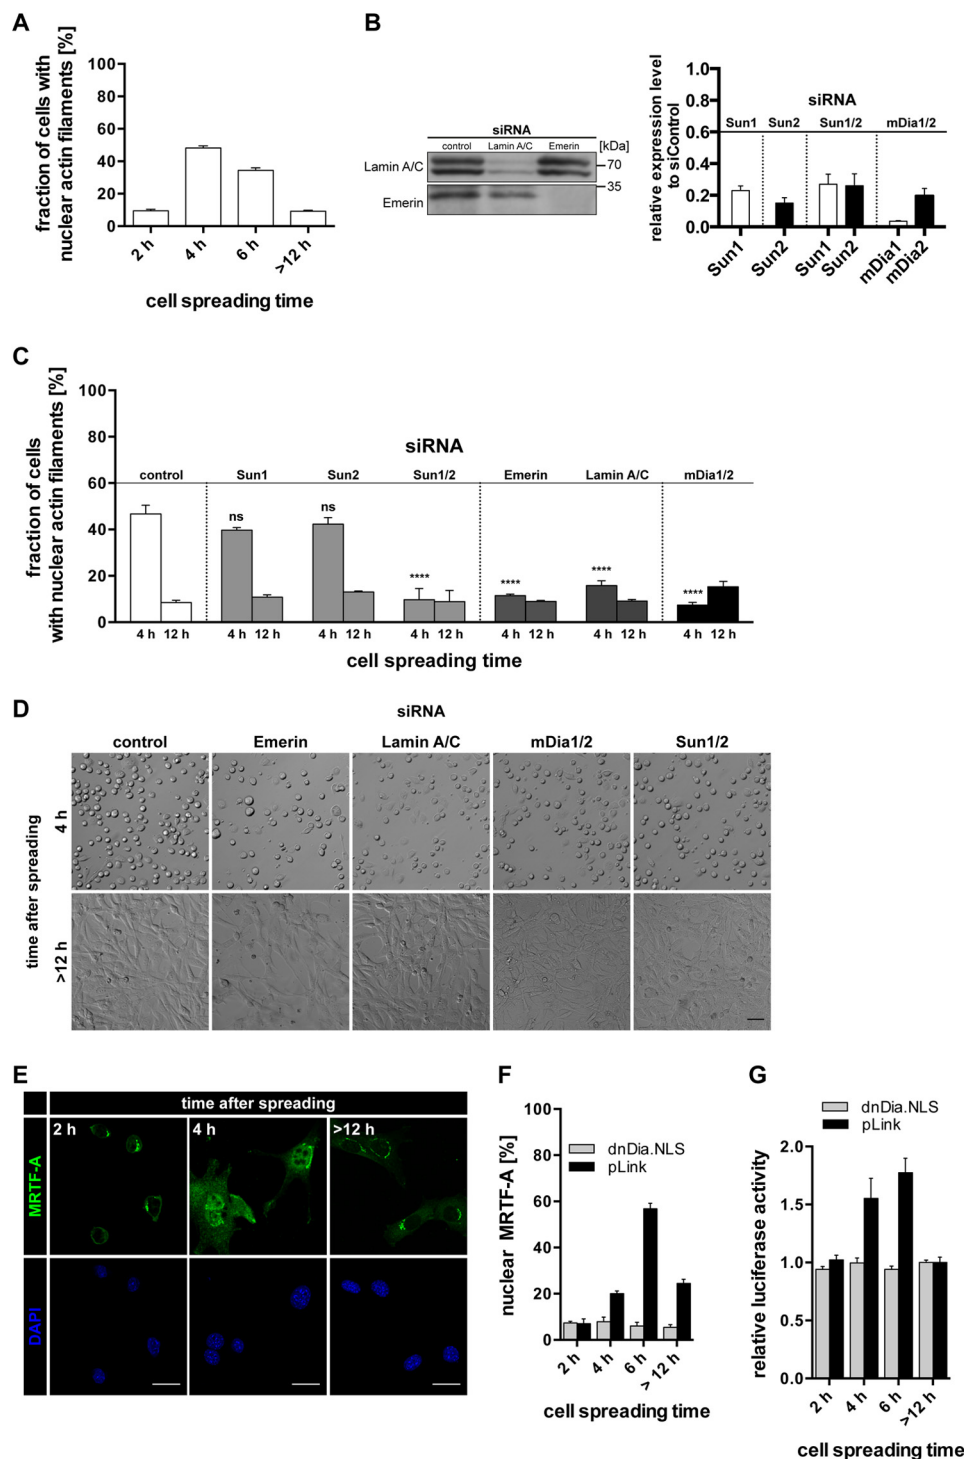 A
fraction of cells with
nuclear actin filaments [%]
100
80
60
40
20
0
2 h
4 h
6 h
>12 h
cell spreading time
B
siRNA
control
Lamin A/C
Emerin
[kDa]
Lamin A/C
70
35
Emerin
relative expression level
to siControl
1.0
0.8
0.6
0.4
0.2
0.0
siRNA
Sun1
Sun2
Sun1/2
mDia1/2
Sun1
Sun2
Sun1
Sun2
mDia1
mDia2
C
fraction of cells
with nuclear actin filaments [%]
100
80
60
40
20
0
siRNA
control
Sun1
Sun2
Sun1/2
Emerin
Lamin A/C
mDia1/2
ns
ns
****
****
****
****
4 h 12 h
4 h 12 h
4 h 12 h
4 h 12 h
4 h 12 h
4 h 12 h
4 h 12 h
cell spreading time
D
siRNA
control
Emerin
Lamin A/C
mDia1/2
Sun1/2
time after spreading
4 h
>12 h
E
time after spreading
2 h
4 h
>12 h
MRTF-A
DAPI
F
nuclear MRTF-A [%]
100
80
60
40
20
0
dnDia.NLS
pLink
2 h
4 h
6 h
> 12 h
cell spreading time
G
dnDia.NLS
pLink
relative luciferase activity
2.0
1.5
1.0
0.5
0.0
2 h
4 h
6 h
>12 h
cell spreading time